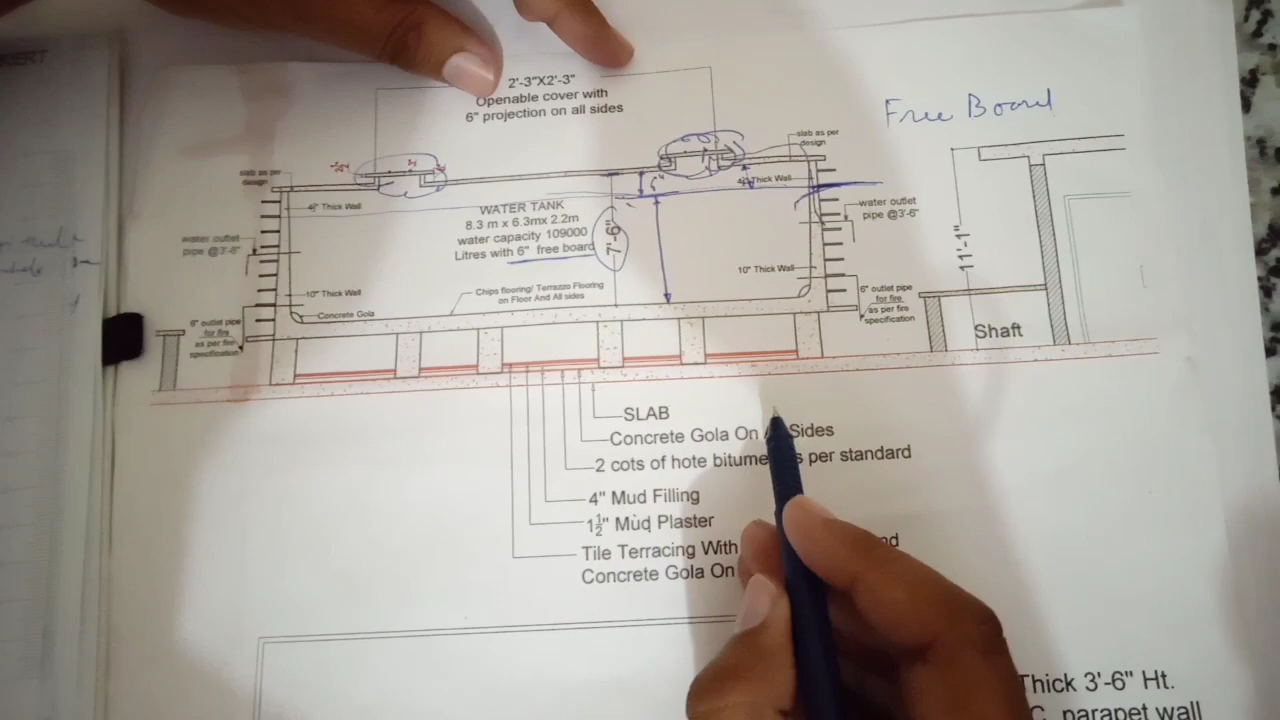 2'-3"X2'-3"
Openable cover with
6" projection on all sides
Free Board
slab as per
design
slab as per
design
4½" Thick Wall
4½" Thick Wall
WATER TANK
8.3 m x 6.3mx 2.2m
water capacity 109000
Litres with 6" free board
7'-6"
6"
water outlet
pipe @3'-6"
water outlet
pipe @3'-6"
11'-1"
10" Thick Wall
10" Thick Wall
Chips flooring/ Terrazzo Flooring
on Floor And All sides
Concrete Gola
6" outlet pipe
for fire
as per fire
specification
6" outlet pipe
for fire
as per fire
specification
Shaft
SLAB
Concrete Gola On Sides
2 cots of hote bitume s per standard
4" Mud Filling
1½" Mud Plaster
Tile Terracing With
Concrete Gola On
Thick 3'-6" Ht.
parapet wall